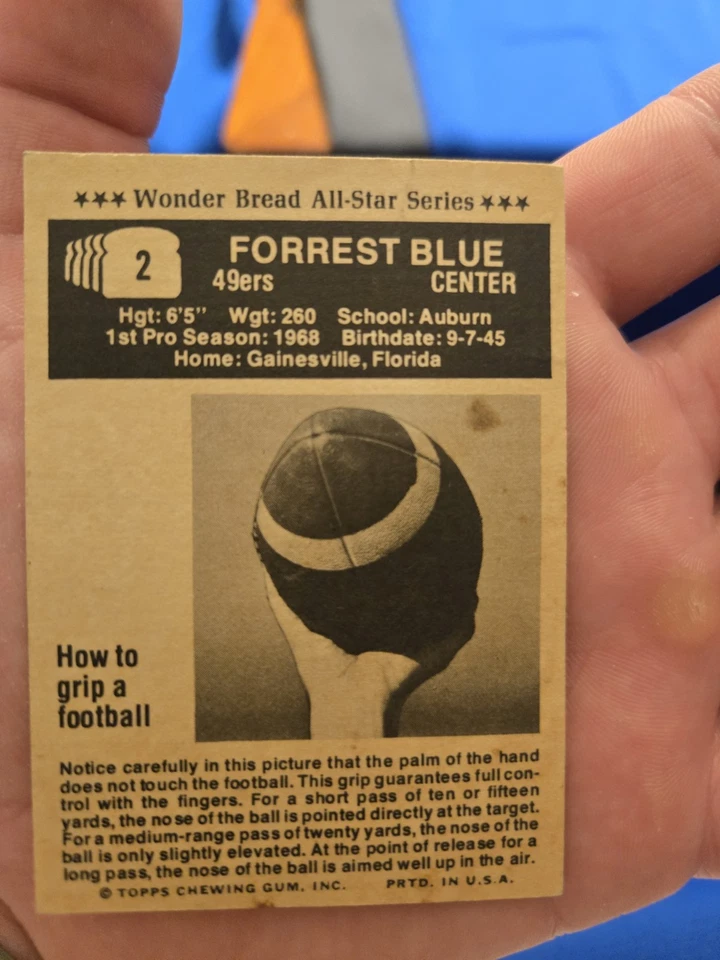 ★★★ Wonder Bread All-Star Series ★★★
2
FORREST BLUE
49ers CENTER
Hgt: 6'5" Wgt: 260 School: Auburn
1st Pro Season: 1968 Birthdate: 9-7-45
Home: Gainesville, Florida
How to
grip a
football
Notice carefully in this picture that the palm of the hand
does not touch the football. This grip guarantees full con-
trol with the fingers. For a short pass of ten or fifteen
yards, the nose of the ball is pointed directly at the target.
For a medium-range pass of twenty yards, the nose of the
ball is only slightly elevated. At the point of release for a
long pass, the nose of the ball is aimed well up in the air.
© TOPPS CHEWING GUM, INC. PRTD. IN U.S.A.